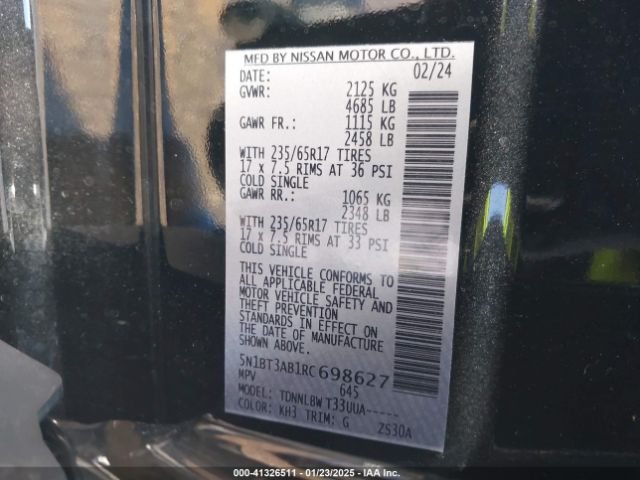 MFD BY NISSAN MOTOR CO., LTD.
DATE: 02/24
GVWR: 2125 KG
4685 LB
GAWR FR.: 1115 KG
2458 LB
WITH 235/65R17 TIRES
17 x 7.5 RIMS AT 36 PSI
COLD SINGLE
GAWR RR.: 1065 KG
2348 LB
WITH 235/65R17 TIRES
17 x 7.5 RIMS AT 33 PSI
COLD SINGLE
THIS VEHICLE CONFORMS TO
ALL APPLICABLE FEDERAL
MOTOR VEHICLE SAFETY AND
THEFT PREVENTION
STANDARDS IN EFFECT ON
THE DATE OF MANUFACTURE
SHOWN ABOVE.
5N1BT3AB1RC698627
MPV 645
MODEL: TDNNLBW T33UUA-----
COLOR: KH3 TRIM: G ZS30A
000-41326511 | 01/23/2025 | IAA, Inc.